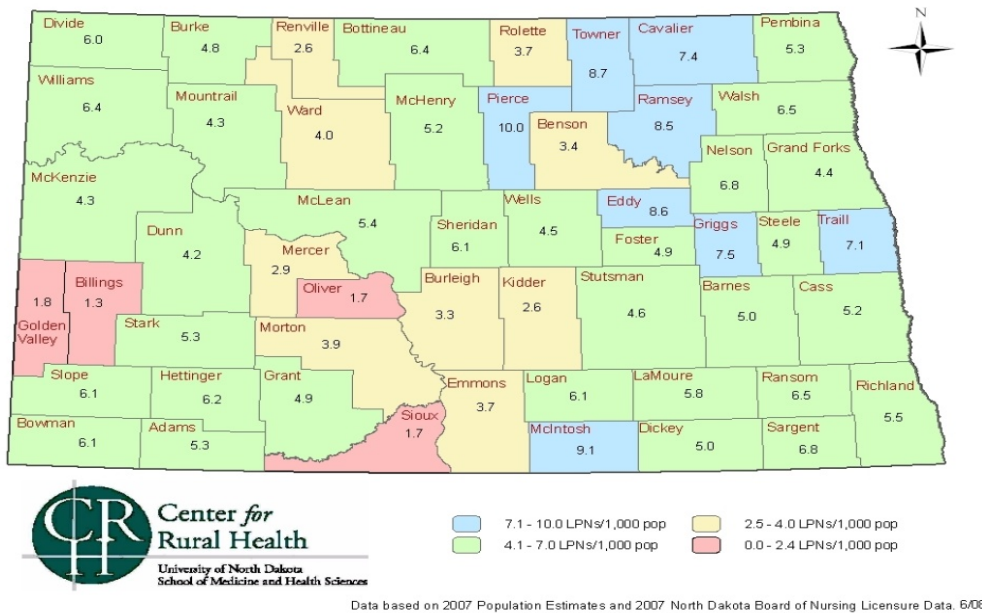 N
Divide
6.0
Burke
4.8
Renville
2.6
Bottineau
6.4
Rolette
3.7
Towner
8.7
Cavalier
7.4
Pembina
5.3
Williams
6.4
Mountrail
4.3
Ward
4.0
McHenry
5.2
Pierce
10.0
Benson
3.4
Ramsey
8.5
Walsh
6.5
Nelson
6.8
Grand Forks
4.4
McKenzie
4.3
Dunn
4.2
McLean
5.4
Sheridan
6.1
Wells
4.5
Eddy
8.6
Foster
4.9
Griggs
7.5
Steele
4.9
Traill
7.1
1.8
Golden
Valley
Billings
1.3
Stark
5.3
Mercer
2.9
Oliver
1.7
Morton
3.9
Burleigh
3.3
Kidder
2.6
Stutsman
4.6
Barnes
5.0
Cass
5.2
Slope
6.1
Hettinger
6.2
Grant
4.9
Sioux
1.7
Emmons
3.7
Logan
6.1
LaMoure
5.8
Ransom
6.5
Richland
5.5
Bowman
6.1
Adams
5.3
McIntosh
9.1
Dickey
5.0
Sargent
6.8
CRH
Center for
Rural Health
University of North Dakota
School of Medicine and Health Sciences
7.1 - 10.0 LPNs/1,000 pop
4.1 - 7.0 LPNs/1,000 pop
2.5 - 4.0 LPNs/1,000 pop
0.0 - 2.4 LPNs/1,000 pop
Data based on 2007 Population Estimates and 2007 North Dakota Board of Nursing Licensure Data.